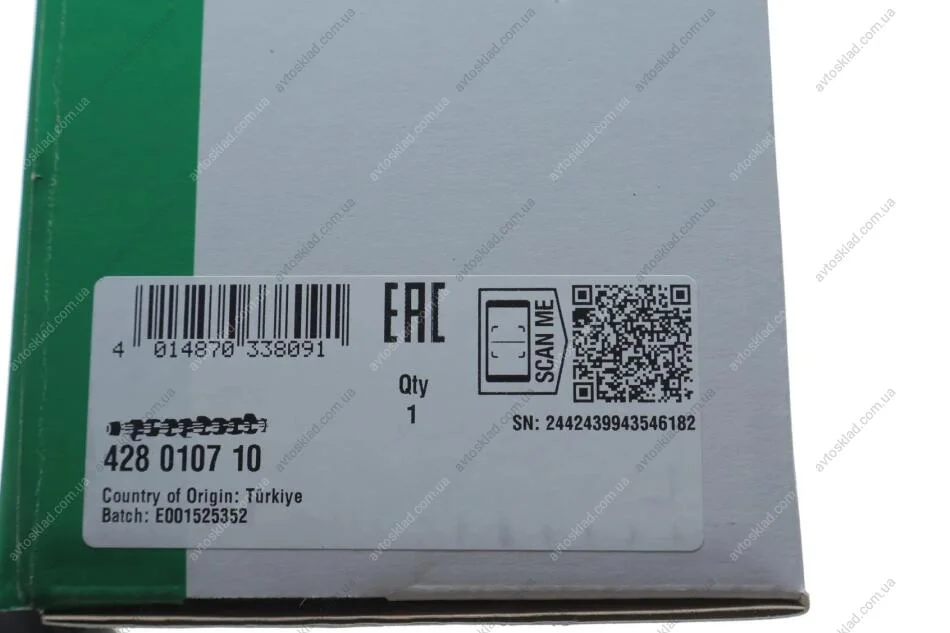 4 014870 338091
EAC
Qty
1
SCAN ME
SN: 2442439943546182
428 0107 10
Country of Origin: Türkiye
Batch: E001525352
avtosklad.com.ua